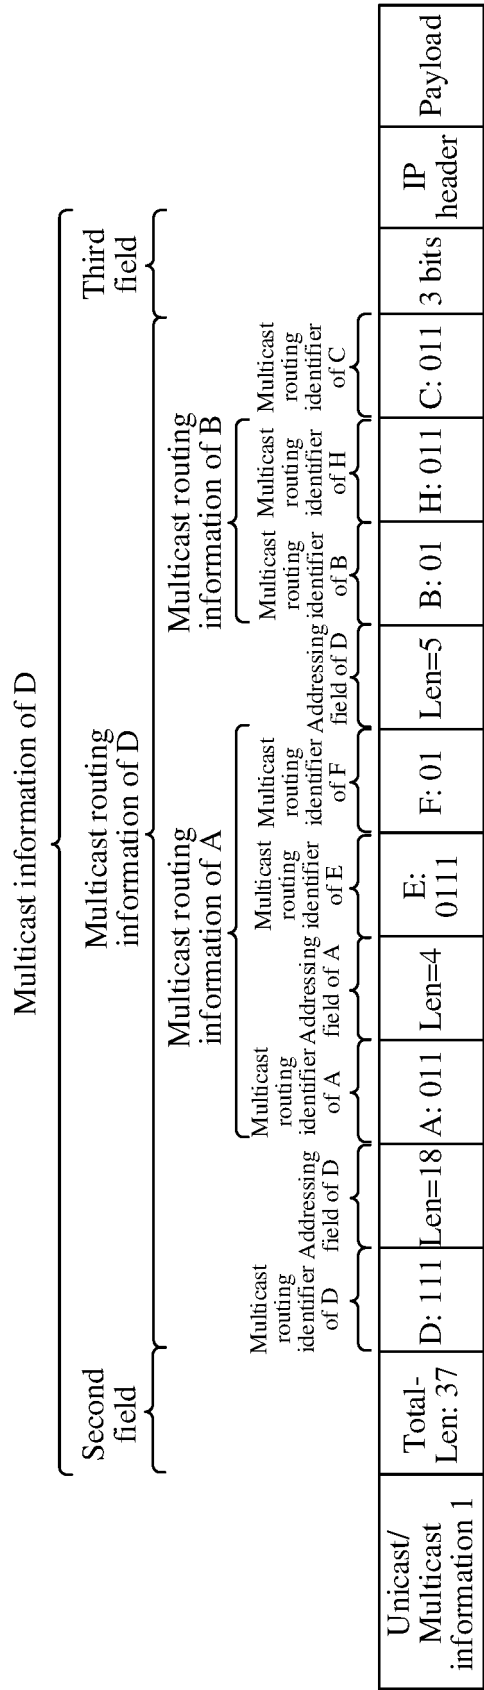 Multicast information of D
Second
field
Multicast routing
information of D
Third
field
Multicast routing
information of A
Multicast routing
information of B
Multicast
routing
identifier
of D
Addressing
field of D
Multicast
routing
identifier
of A
Addressing
field of A
Multicast
routing
identifier
of E
Multicast
routing
identifier
of F
Addressing
field of D
Multicast
routing
identifier
of B
Multicast
routing
identifier
of H
Multicast
routing
identifier
of C
Unicast/
Multicast
information 1
Total-
Len: 37
D: 111
Len=18
A: 011
Len=4
E:
0111
F: 01
Len=5
B: 01
H: 011
C: 011
3 bits
IP
header
Payload